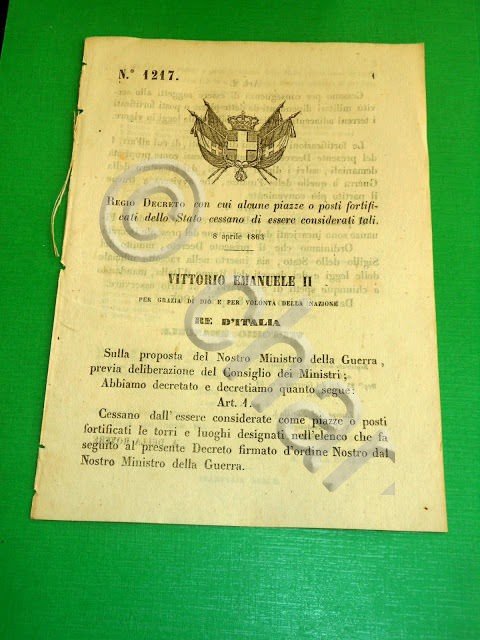 N.° 1217.
REGIO DECRETO con cui alcune piazze o posti fortifi-
cati dello Stato cessano di essere considerati tali.
8 aprile 1863
VITTORIO EMANUELE II
PER GRAZIA DI DIO E PER VOLONTÀ DELLA NAZIONE
RE D'ITALIA
Sulla proposta del Nostro Ministro della Guerra,
previa deliberazione del Consiglio dei Ministri;
Abbiamo decretato e decretiamo quanto segue:
Art. 1.
Cessano dall'essere considerate come piazze o posti
fortificati le torri e luoghi designati nell'elenco che fa
seguito al presente Decreto firmato d'ordine Nostro dal
Nostro Ministro della Guerra.